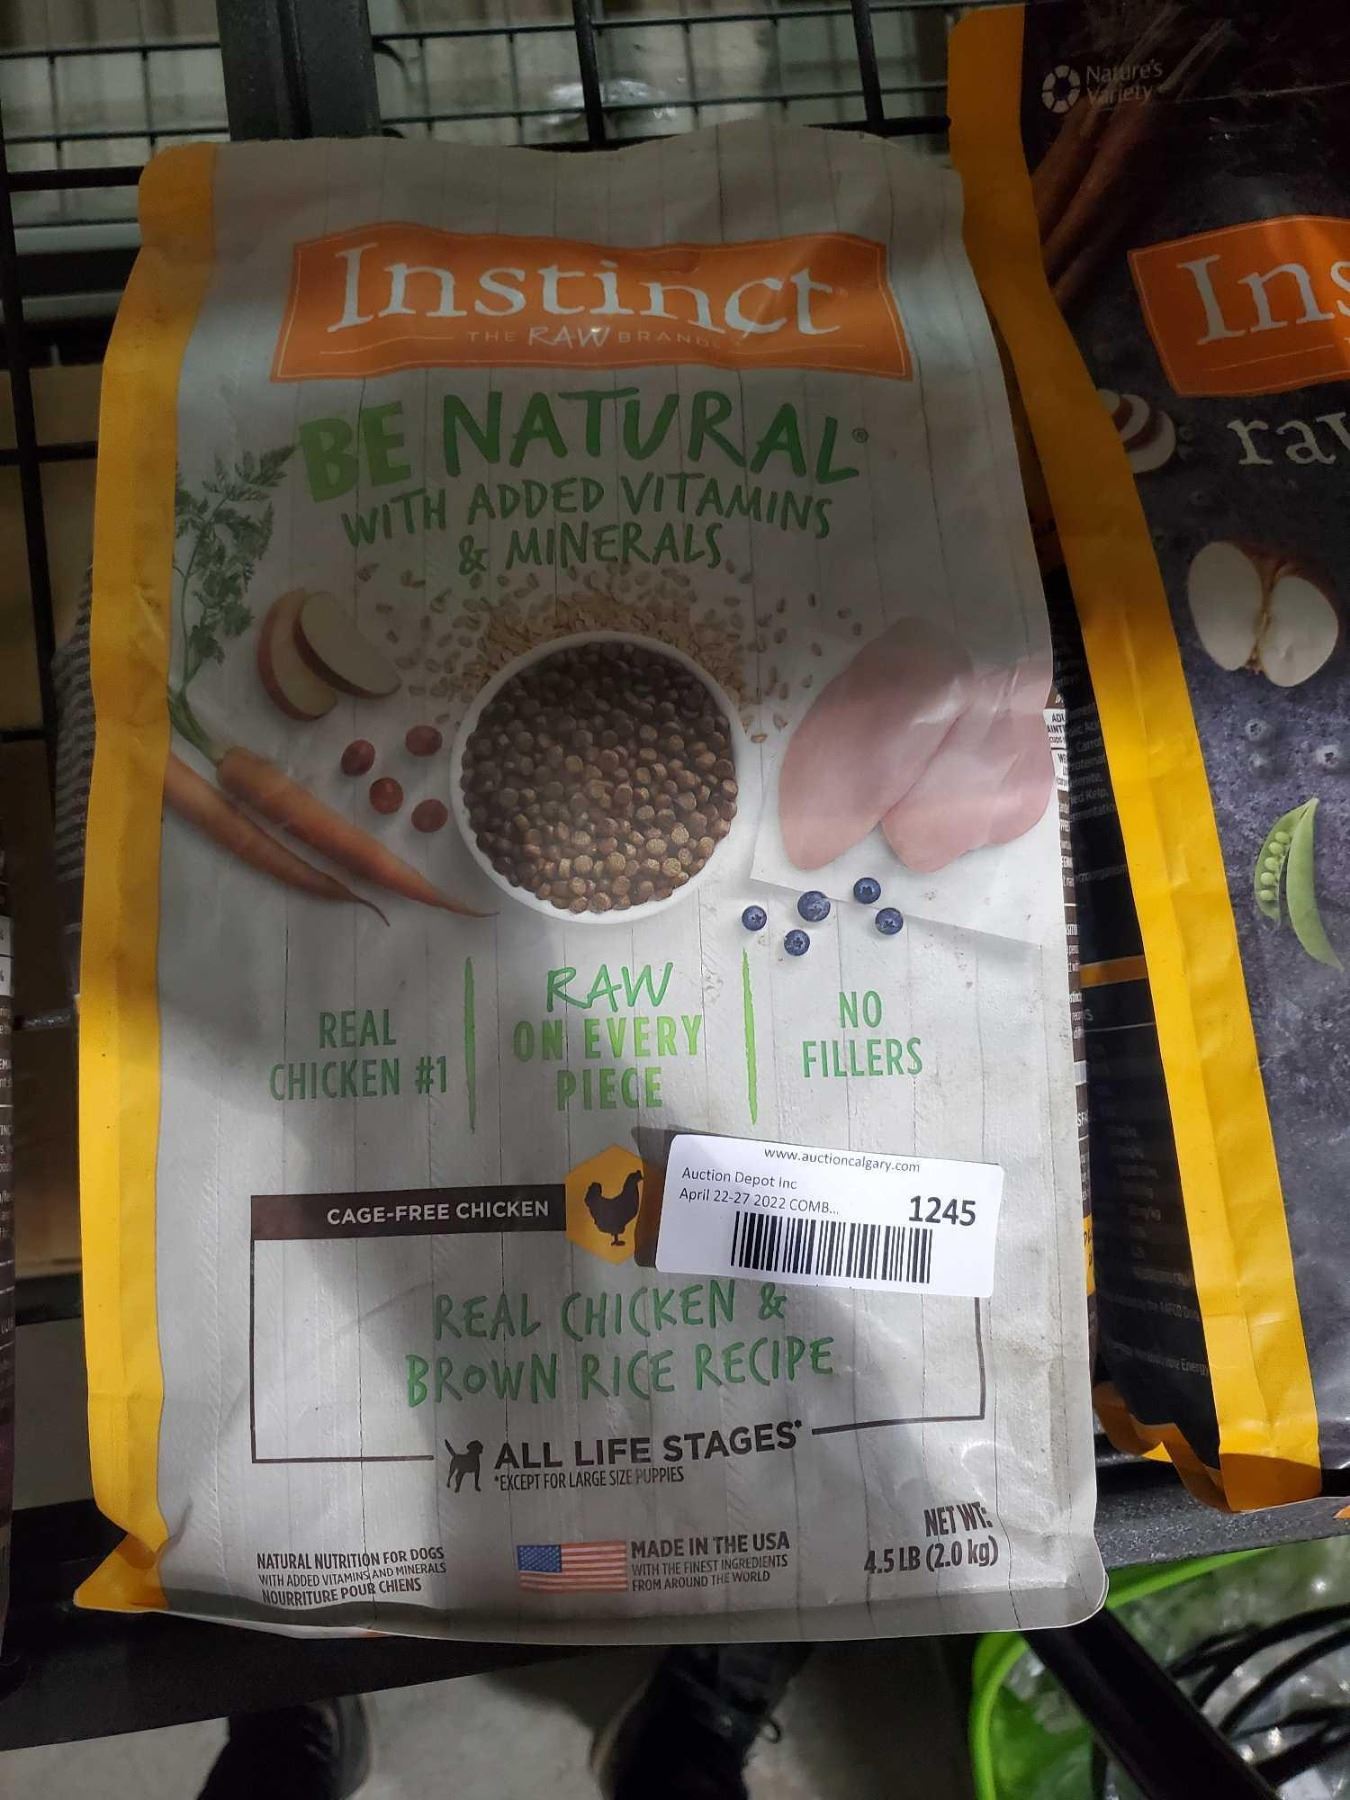 Nature's
Variety
Instinct
THE RAW BRAND
BE NATURAL®
WITH ADDED VITAMINS
& MINERALS
REAL
CHICKEN #1
RAW
ON EVERY
PIECE
NO
FILLERS
www.auctioncalgary.com
Auction Depot Inc
April 22-27 2022 COMB...
1245
CAGE-FREE CHICKEN
REAL CHICKEN &
BROWN RICE RECIPE
ALL LIFE STAGES*
*EXCEPT FOR LARGE SIZE PUPPIES
NATURAL NUTRITION FOR DOGS
WITH ADDED VITAMINS AND MINERALS
NOURRITURE POUR CHIENS
MADE IN THE USA
WITH THE FINEST INGREDIENTS
FROM AROUND THE WORLD
NET WT:
4.5 LB (2.0 kg)
Ins
raw